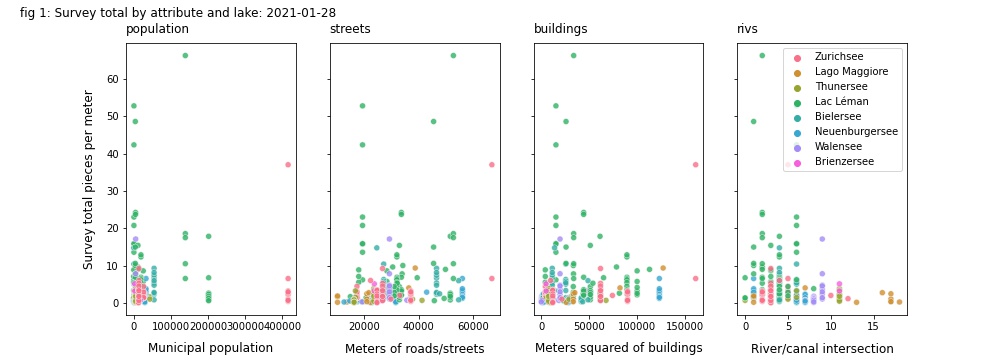 fig 1: Survey total by attribute and lake: 2021-01-28
population
streets
buildings
rivs
Survey total pieces per meter
60
50
40
30
20
10
0
Zurichsee
Lago Maggiore
Thunersee
Lac Léman
Bielersee
Neuenburgersee
Walensee
Brienzersee
0 100000 200000 300000 400000
20000 40000 60000
0 50000 100000 150000
0 5 10 15
Municipal population
Meters of roads/streets
Meters squared of buildings
River/canal intersection